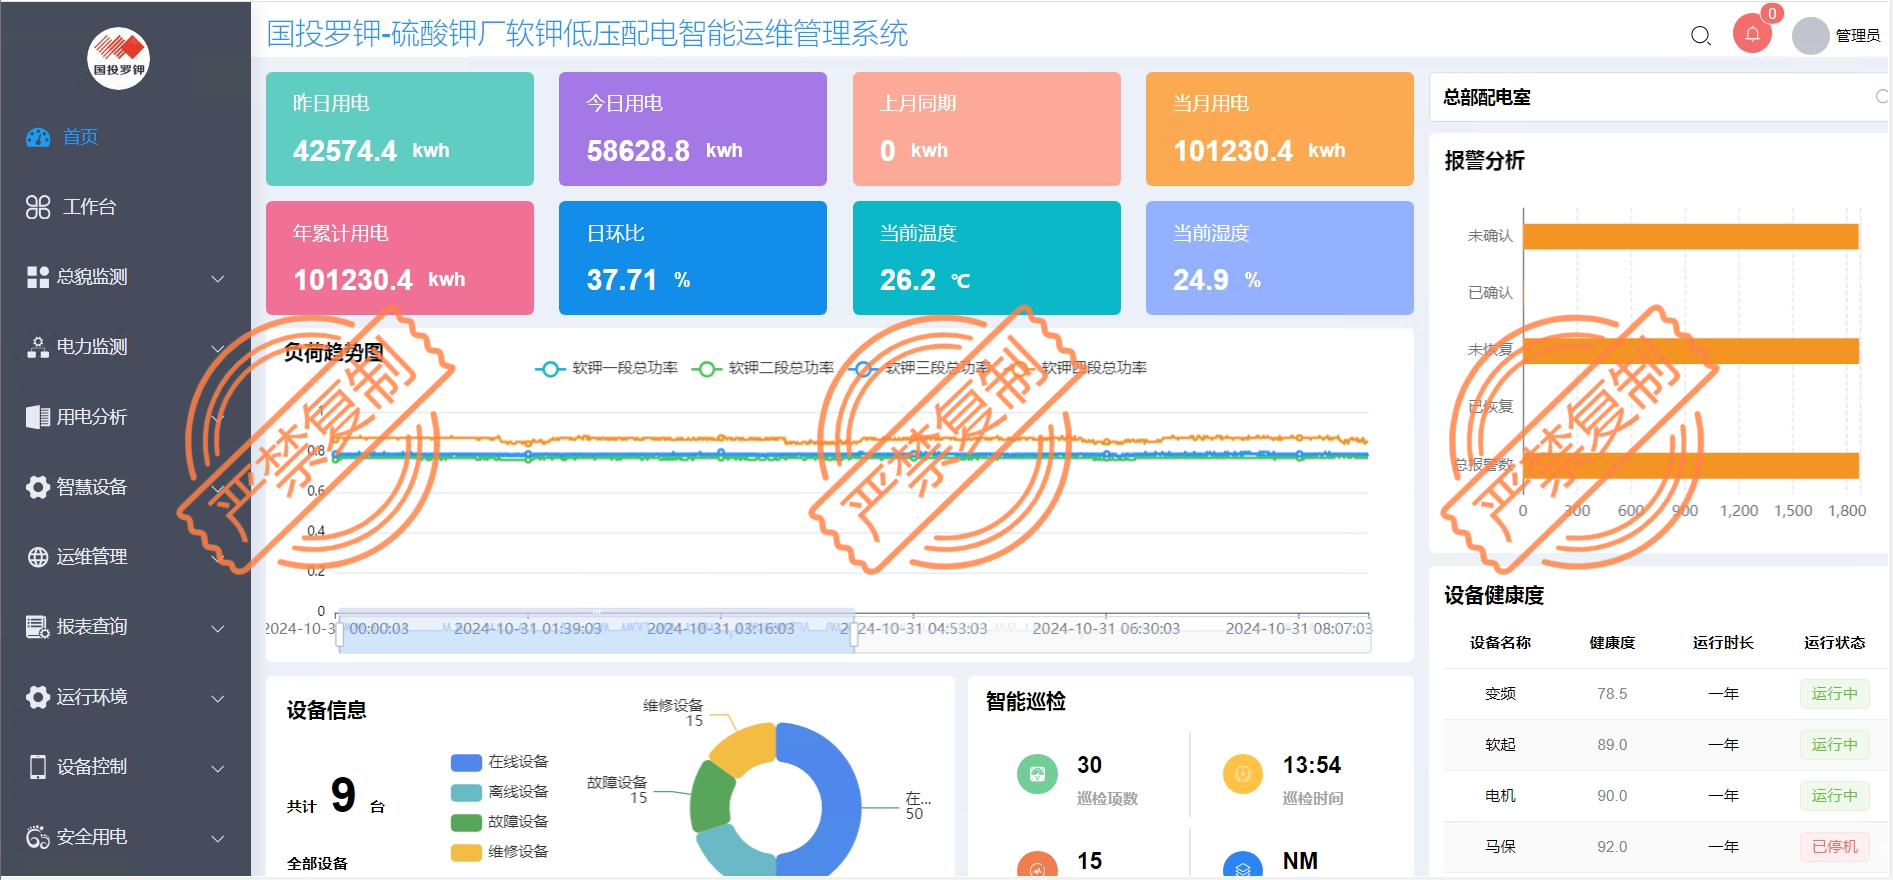 国投罗钾
国投罗钾-硫酸钾厂软钾低压配电智能运维管理系统
0
管理员
首页
工作台
总貌监测
电力监测
用电分析
智慧设备
运维管理
报表查询
运行环境
设备控制
安全用电
昨日用电
42574.4 kwh
今日用电
58628.8 kwh
上月同期
0 kwh
当月用电
101230.4 kwh
年累计用电
101230.4 kwh
日环比
37.71 %
当前温度
26.2 ℃
当前湿度
24.9 %
负荷趋势图
软钾一段总功率
软钾二段总功率
软钾三段总功率
软钾四段总功率
1
0.8
0.6
0.4
0.2
0
2024-10-3 00:00:03
2024-10-31 01:39:03
2024-10-31 03:16:03
2024-10-31 04:53:03
2024-10-31 06:30:03
2024-10-31 08:07:03
严禁复制
严禁复制
严禁复制
设备信息
共计 9 台
全部设备
在线设备
离线设备
故障设备
维修设备
维修设备
15
故障设备
15
在...
50
智能巡检
30
巡检项数
13:54
巡检时间
15
NM
总部配电室
报警分析
未确认
已确认
未恢复
已恢复
总报警数
0 300 600 900 1,200 1,500 1,800
设备健康度
设备名称 健康度 运行时长 运行状态
变频 78.5 一年 运行中
软起 89.0 一年 运行中
电机 90.0 一年 运行中
马保 92.0 一年 已停机